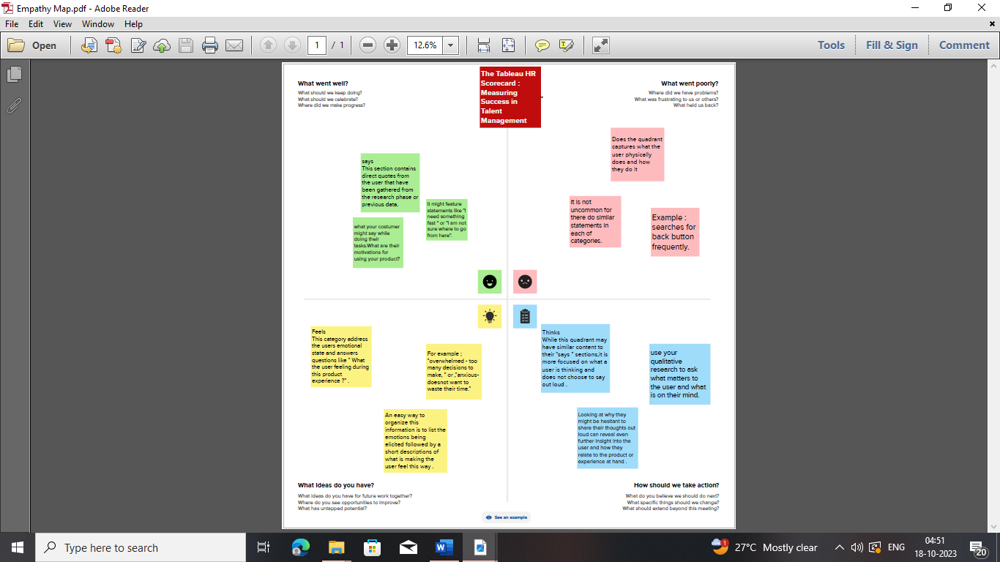 Empathy Map.pdf - Adobe Reader
File Edit View Window Help
Open
1 / 1
12.6%
Tools Fill & Sign Comment
The Tableau HR
Scorecard :
Measuring
Success in
Talent
Management
What went well?
What should we keep doing?
What should we celebrate?
Where did we make progress?
What went poorly?
Where did we have problems?
What was frustrating to us or others?
What held us back?
says
This section contains
direct quotes from
the user that have
been gathered from
the research phase or
previous data.
It might feature
statements like "I
need something
fast " or "I am not
sure where to go
from here".
what your costumer
might say while
doing their
tasks.What are their
motivations for
using your product?
Does the quadrant
captures what the
user physically
does and how
they do it
It is not
uncommon for
there do similar
statements in
each of
categories.
Example :
searches for
back button
frequently.
Feels
This category address
the users emotional
state and answers
questions like " What
the user feeling during
this product
experience ?" .
For example ;
"overwhelmed - too
many decisions to
make, " or ,"anxious-
doesnot want to
waste their time."
An easy way to
organize this
information is to list the
emotions being
elicited followed by a
short descriptions of
what is making the
user feel this way .
Thinks
While this quadrant may
have similar content to
their "says " sections,it is
more focused on what a
user is thinking and
does not choose to say
out loud .
use your
qualitative
research to ask
what matters to
the user and what
is on their mind.
Looking at why they
might be hesitant to
share their thoughts out
loud can reveal even
further insight into the
user and how they
relate to the product or
experience at hand .
What ideas do you have?
What ideas do you have for future work together?
Where do you see opportunities to improve?
What has untapped potential?
How should we take action?
What do you believe we should do next?
What specific things should we change?
What should extend beyond this meeting?
See an example
Type here to search
1
27°C Mostly clear
ENG
04:51
18-10-2023
20